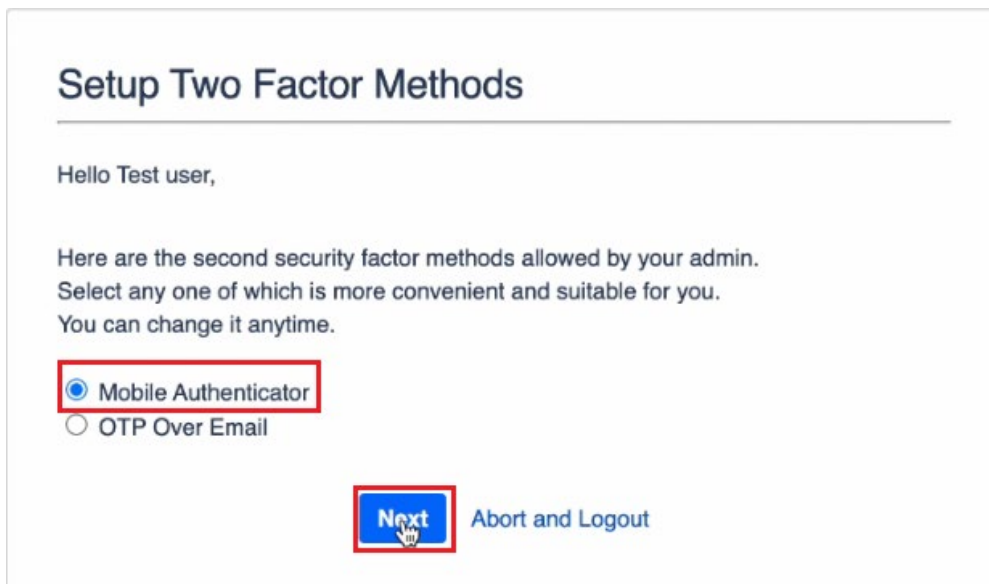 Setup Two Factor Methods
Hello Test user,
Here are the second security factor methods allowed by your admin.
Select any one of which is more convenient and suitable for you.
You can change it anytime.
Mobile Authenticator
OTP Over Email
Next Abort and Logout